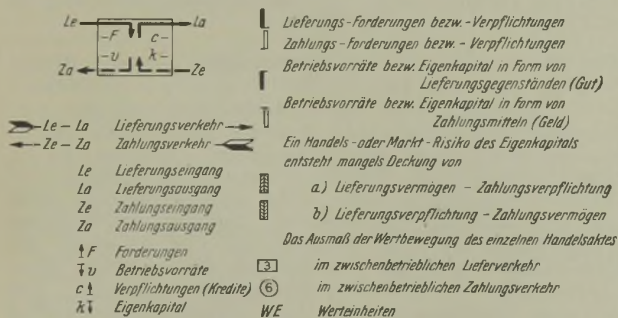 Le La
-F c-
-v k-
Za Ze
Le - La Lieferungsverkehr
Ze - Za Zahlungsverkehr
Le Lieferungseingang
La Lieferungsausgang
Ze Zahlungseingang
Za Zahlungsausgang
F Forderungen
v Betriebsvorräte
c Verpflichtungen (Kredite)
k Eigenkapital
Lieferungs-Forderungen bezw.-Verpflichtungen
Zahlungs-Forderungen bezw.-Verpflichtungen
Betriebsvorräte bezw. Eigenkapital in Form von
Lieferungsgegenständen (Gut)
Betriebsvorräte bezw. Eigenkapital in Form von
Zahlungsmitteln (Geld)
Ein Handels-oder Markt-Risiko des Eigenkapitals
entsteht mangels Deckung von
a.) Lieferungsvermögen - Zahlungsverpflichtung
b) Lieferungsverpflichtung - Zahlungsvermögen
Das Ausmaß der Wertbewegung des einzelnen Handelsaktes
3 im zwischenbetrieblichen Lieferverkehr
6 im zwischenbetrieblichen Zahlungsverkehr
WE Werteinheiten